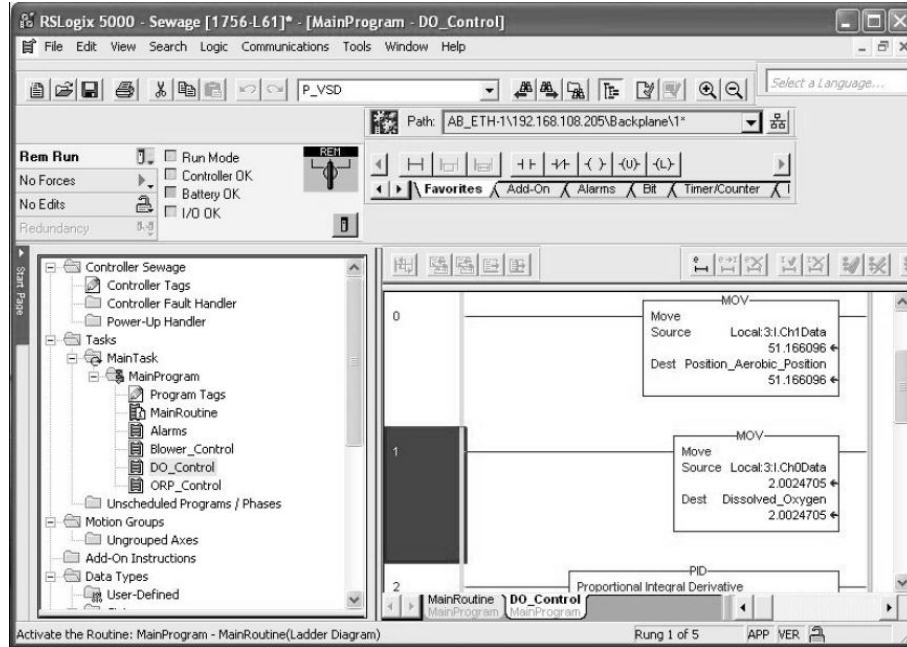 RSLogix 5000 - Sewage [1756-L61]* - [MainProgram - DO_Control]
File Edit View Search Logic Communications Tools Window Help
P_VSD
Select a Language...
Path: AB_ETH-1\192.168.108.205\Backplane\1*
Rem Run
No Forces
No Edits
Redundancy
Run Mode
Controller OK
Battery OK
I/O OK
REM
Favorites Add-On Alarms Bit Timer/Counter
Start Page
Controller Sewage
Controller Tags
Controller Fault Handler
Power-Up Handler
Tasks
MainTask
MainProgram
Program Tags
MainRoutine
Alarms
Blower_Control
DO_Control
ORP_Control
Unscheduled Programs / Phases
Motion Groups
Ungrouped Axes
Add-On Instructions
Data Types
User-Defined
0
MOV
Move
Source Local:3:I.Ch1Data
51.166096
Dest Position_Aerobic_Position
51.166096
1
MOV
Move
Source Local:3:I.Ch0Data
2.0024705
Dest Dissolved_Oxygen
2.0024705
2
PID
Proportional Integral Derivative
MainRoutine DO_Control
MainProgram MainProgram
Activate the Routine: MainProgram - MainRoutine(Ladder Diagram)
Rung 1 of 5 APP VER